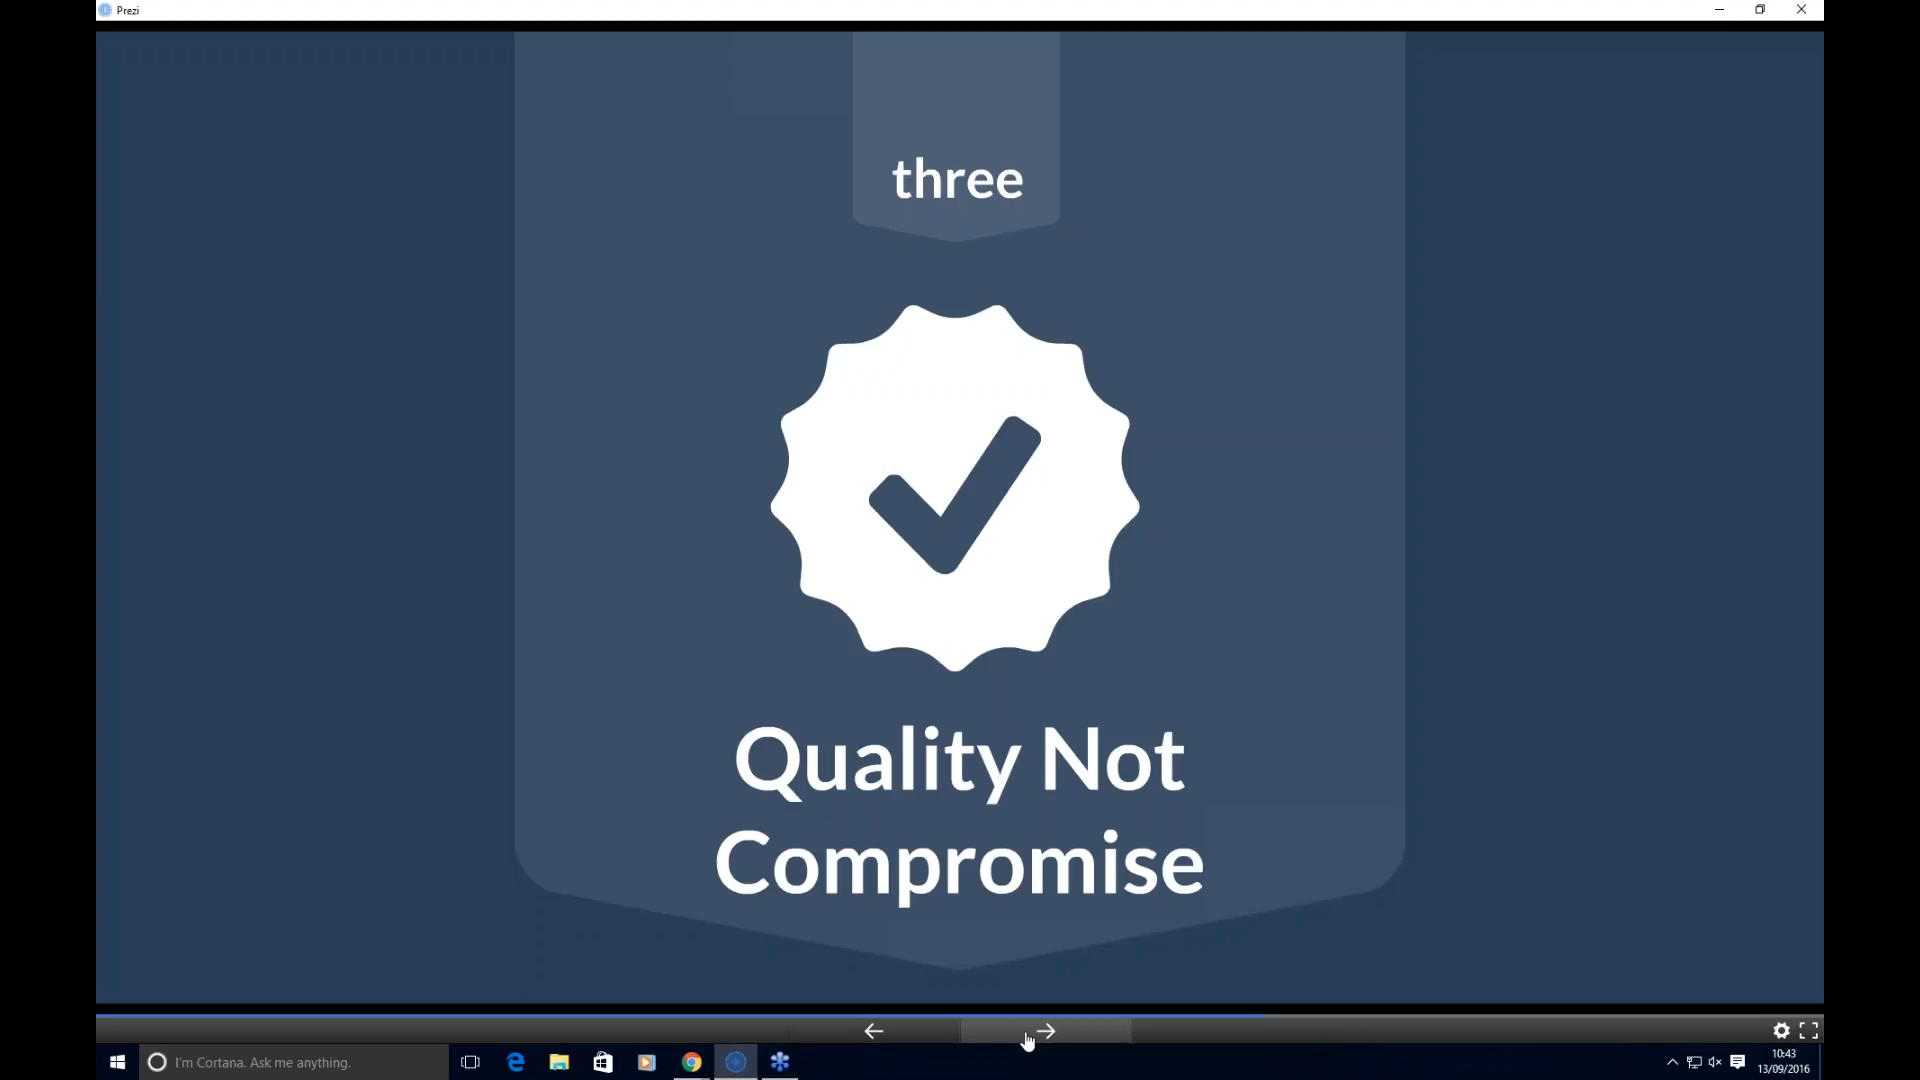 Prezi
three
Quality Not
Compromise
I'm Cortana. Ask me anything.
10:43
13/09/2016